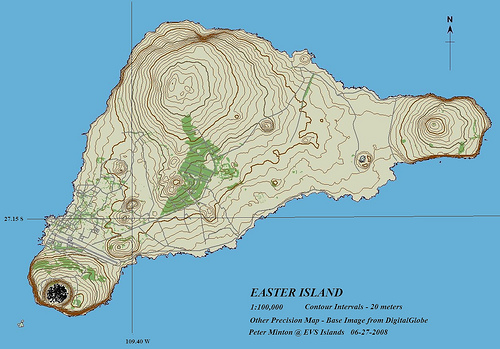 N
27.15 S
EASTER ISLAND
1:100,000 Contour Intervals - 20 meters
Other Precision Map - Base Image from DigitalGlobe
Peter Minton @ EVS Islands 06-27-2008
109.40 W